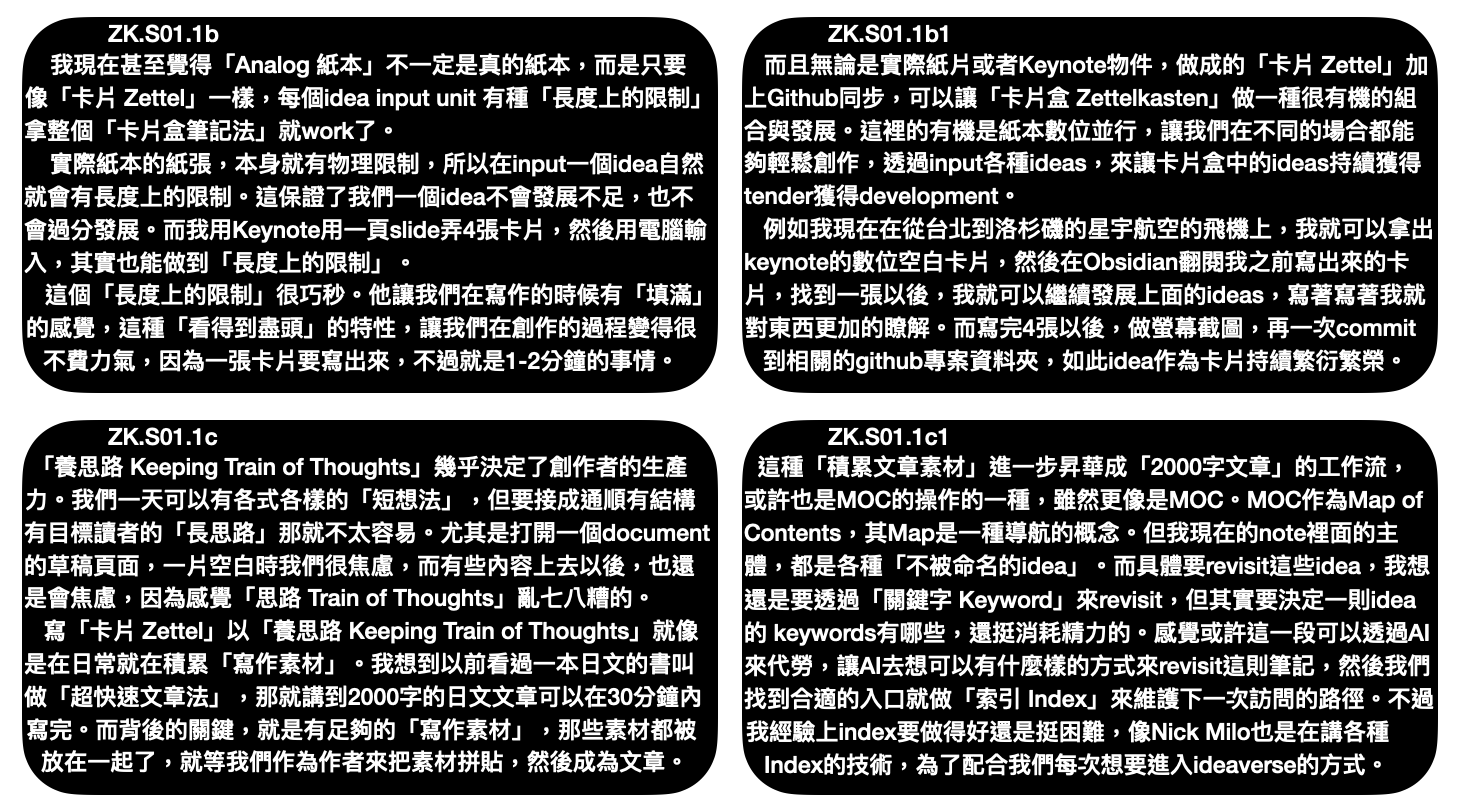 ZK.S01.1b
我現在甚至覺得「Analog 紙本」不一定是真的紙本，而是只要
像「卡片 Zettel」一樣，每個idea input unit 有種「長度上的限制」
拿整個「卡片盒筆記法」就work了。
實際紙本的紙張，本身就有物理限制，所以在input一個idea自然
就會有長度上的限制。這保證了我們一個idea不會發展不足，也不
會過分發展。而我用Keynote用一頁slide弄4張卡片，然後用電腦輸
入，其實也能做到「長度上的限制」。
這個「長度上的限制」很巧秒。他讓我們在寫作的時候有「填滿」
的感覺，這種「看得到盡頭」的特性，讓我們在創作的過程變得很
不費力氣，因為一張卡片要寫出來，不過就是1-2分鐘的事情。
ZK.S01.1b1
而且無論是實際紙片或者Keynote物件，做成的「卡片 Zettel」加
上Github同步，可以讓「卡片盒 Zettelkasten」做一種很有機的組
合與發展。這裡的有機是紙本數位並行，讓我們在不同的場合都能
夠輕鬆創作，透過input各種ideas，來讓卡片盒中的ideas持續獲得
tender獲得development。
例如我現在在從台北到洛杉磯的星宇航空的飛機上，我就可以拿出
keynote的數位空白卡片，然後在Obsidian翻閱我之前寫出來的卡
片，找到一張以後，我就可以繼續發展上面的ideas，寫著寫著我就
對東西更加的瞭解。而寫完4張以後，做螢幕截圖，再一次commit
到相關的github專案資料夾，如此idea作為卡片持續繁衍繁榮。
ZK.S01.1c
「養思路 Keeping Train of Thoughts」幾乎決定了創作者的生產
力。我們一天可以有各式各樣的「短想法」，但要接成通順有結構
有目標讀者的「長思路」那就不太容易。尤其是打開一個document
的草稿頁面，一片空白時我們很焦慮，而有些內容上去以後，也還
是會焦慮，因為感覺「思路 Train of Thoughts」亂七八糟的。
寫「卡片 Zettel」以「養思路 Keeping Train of Thoughts」就像
是在日常就在積累「寫作素材」。我想到以前看過一本日文的書叫
做「超快速文章法」，那就講到2000字的日文文章可以在30分鐘內
寫完。而背後的關鍵，就是有足夠的「寫作素材」，那些素材都被
放在一起了，就等我們作為作者來把素材拼貼，然後成為文章。
ZK.S01.1c1
這種「積累文章素材」進一步昇華成「2000字文章」的工作流，
或許也是MOC的操作的一種，雖然更像是MOC。MOC作為Map of
Contents，其Map是一種導航的概念。但我現在的note裡面的主
體，都是各種「不被命名的idea」。而具體要revisit這些idea，我想
還是要透過「關鍵字 Keyword」來revisit，但其實要決定一則idea
的 keywords有哪些，還挺消耗精力的。感覺或許這一段可以透過AI
來代勞，讓AI去想可以有什麼樣的方式來revisit這則筆記，然後我們
找到合適的入口就做「索引 Index」來維護下一次訪問的路徑。不過
我經驗上index要做得好還是挺困難，像Nick Milo也是在講各種
Index的技術，為了配合我們每次想要進入ideaverse的方式。